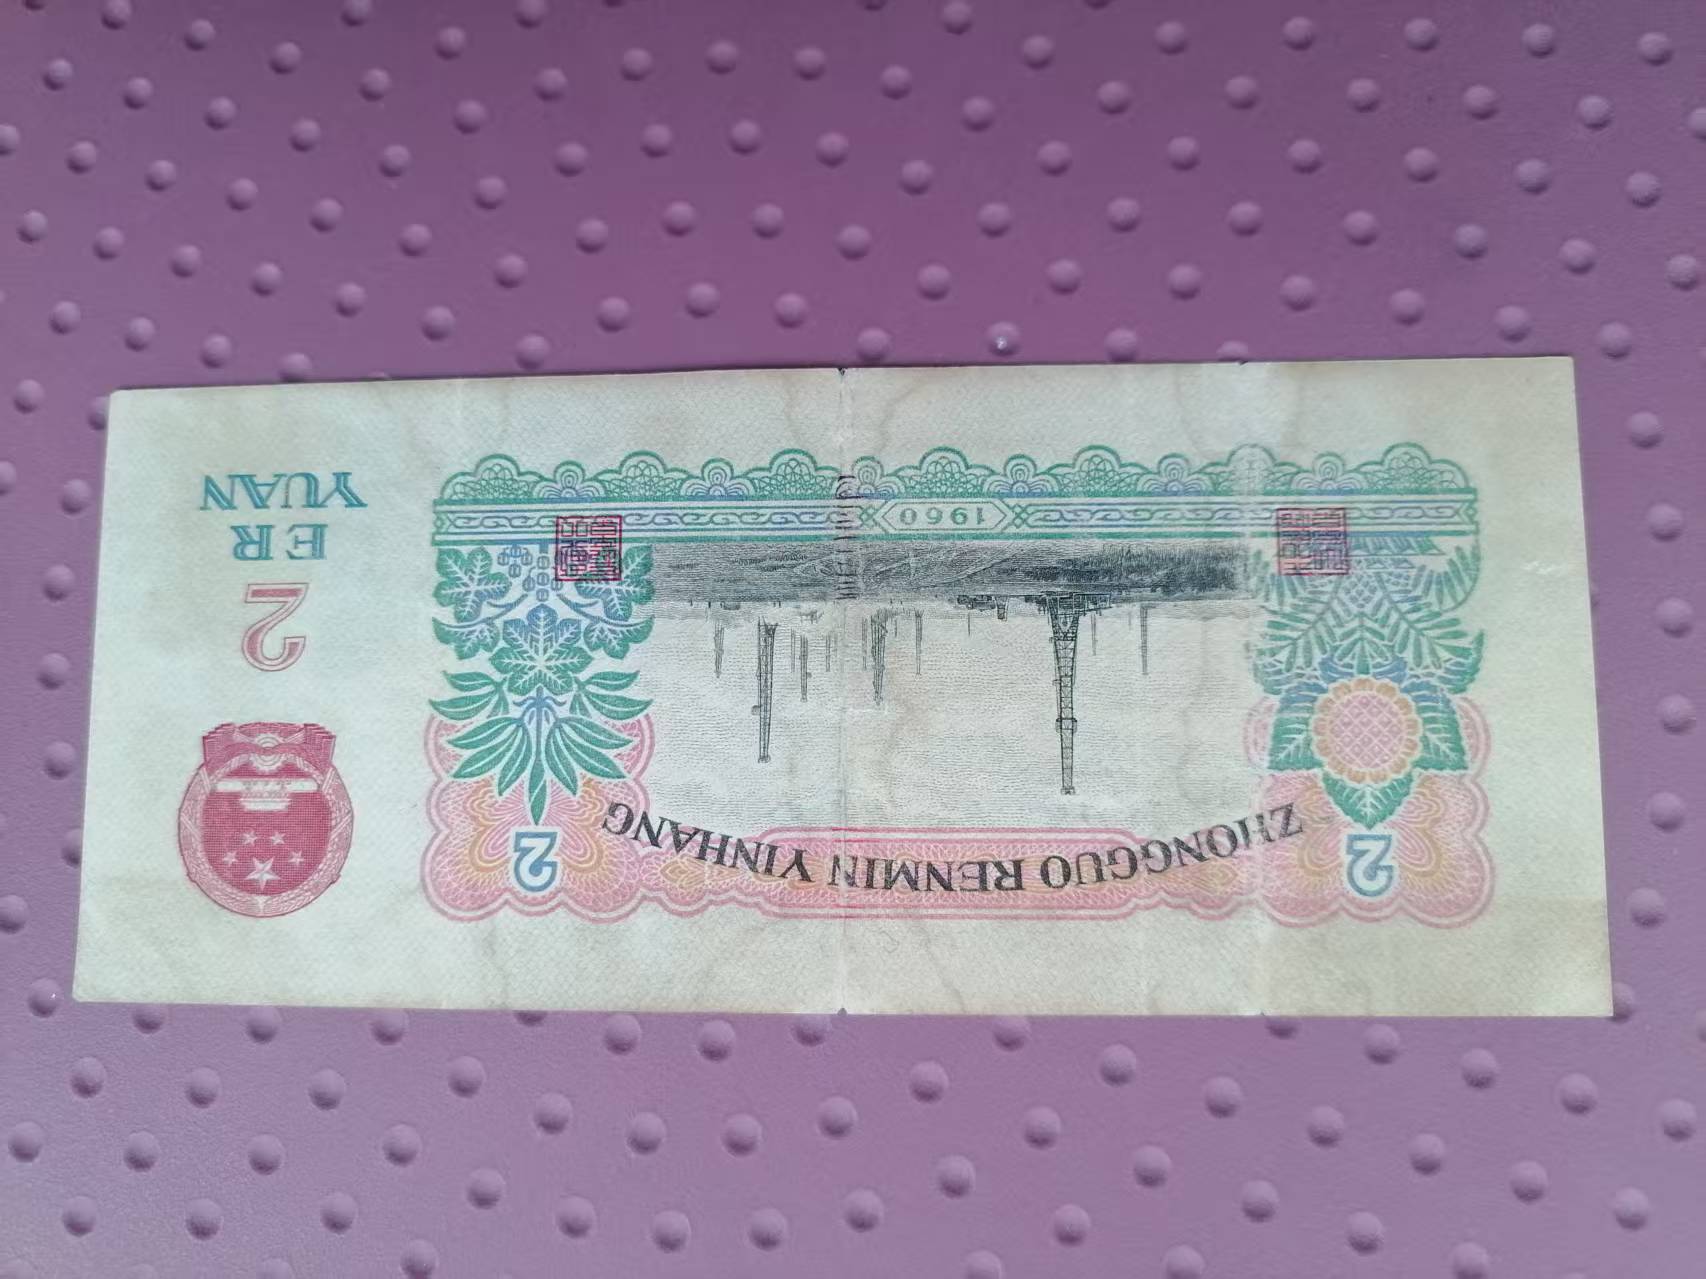 ZHONGGUO RENMIN YINHANG
2
2
1960
2
ER
YUAN